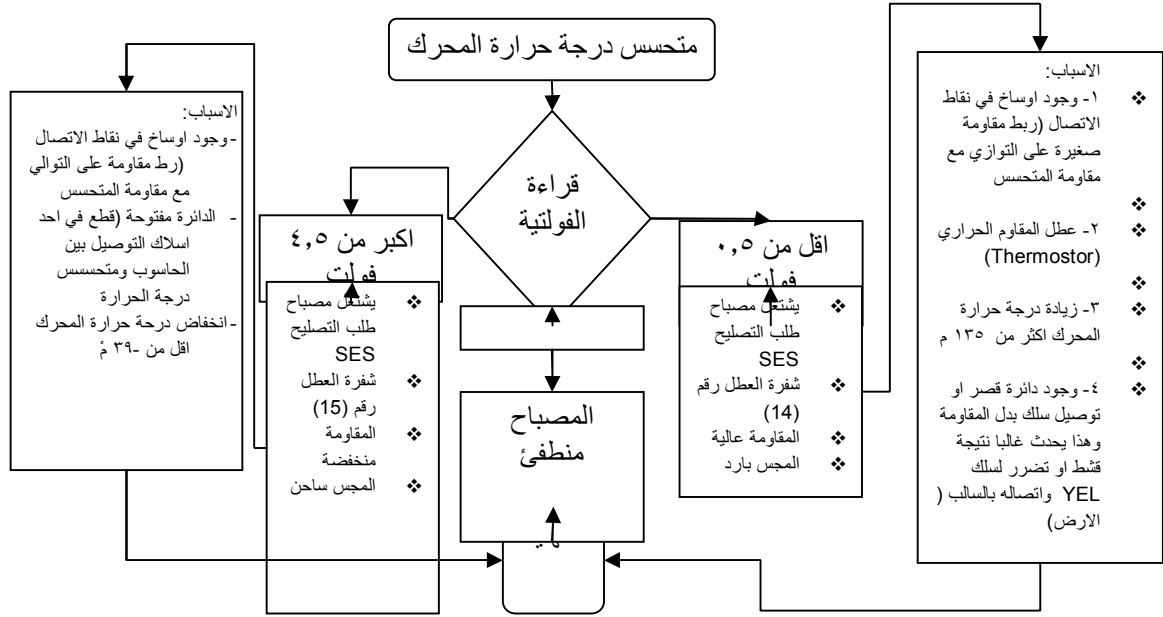 متحسس درجة حرارة المحرك
قراءة
الفولتية
اقل من ٠,٥
فولت
❖ يشتغل مصباح
طلب التصليح
SES
❖ شفرة العطل رقم
(14)
❖ المقاومة عالية
❖ المجس بارد
الاسباب:
❖ ١- وجود اوساخ في نقاط
الاتصال (ربط مقاومة
صغيرة على التوازي مع
مقاومة المتحسس
❖
❖ ٢- عطل المقاوم الحراري
(Thermostor)
❖
❖ ٣- زيادة درجة حرارة
المحرك اكثر من ١٣٥ م
❖
❖ ٤- وجود دائرة قصر او
توصيل سلك بدل المقاومة
وهذا يحدث غالبا نتيجة
قشط او تضرر لسلك
YEL واتصاله بالسالب (
الارض)
اكبر من ٤,٥
فولت
❖ يشتغل مصباح
طلب التصليح
SES
❖ شفرة العطل
رقم (15)
❖ المقاومة
منخفضة
❖ المجس ساحن
الاسباب:
- وجود اوساخ في نقاط الاتصال
(رط مقاومة على التوالي
مع مقاومة المتحسس
- الدائرة مفتوحة (قطع في احد
اسلاك التوصيل بين
الحاسوب ومتحسسس
درجة الحرارة
- انخفاض درحة حرارة المحرك
اقل من -٣٩ مْ
المصباح
منطفئ